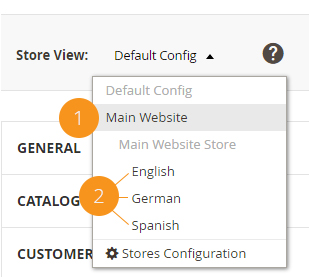 Store View: Default Config ?
Default Config
1 Main Website
GENERAL
Main Website Store
English
2
German
CATALOG
Spanish
CUSTOMER
Stores Configuration